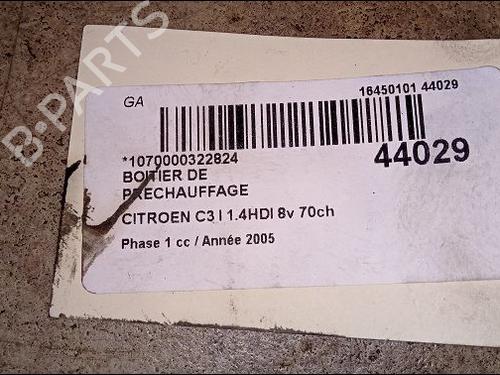 B-PARTS
GA
16450101 44029
*1070000322824
44029
BOITIER DE
PRECHAUFFAGE
CITROEN C3 I 1.4HDI 8v 70ch
Phase 1 cc / Année 2005